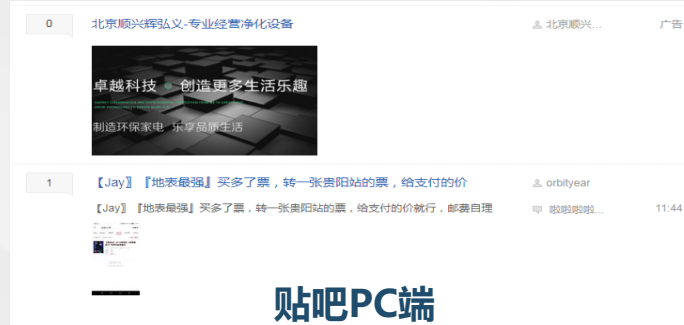 0
北京顺兴辉弘义-专业经营净化设备
北京顺兴...
广告
卓越科技 创造更多生活乐趣
制造环保家电 乐享品质生活
1
【Jay】『地表最强』买多了票，转一张贵阳站的票，给支付的价
orbityear
【Jay】『地表最强』买多了票，转一张贵阳站的票，给支付的价就行，邮费自理
啦啦啦啦...
11:44
贴吧PC端